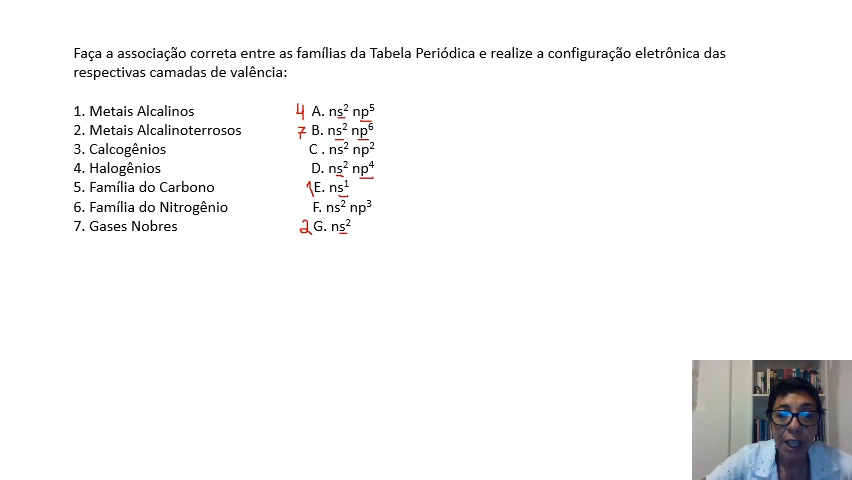 Faça a associação correta entre as famílias da Tabela Periódica e realize a configuração eletrônica das
respectivas camadas de valência:
1. Metais Alcalinos 4 A. ns² np⁵
2. Metais Alcalinoterrosos 7 B. ns² np⁶
3. Calcogênios C . ns² np²
4. Halogênios D. ns² np⁴
5. Família do Carbono 1 E. ns¹
6. Família do Nitrogênio F. ns² np³
7. Gases Nobres 2 G. ns²